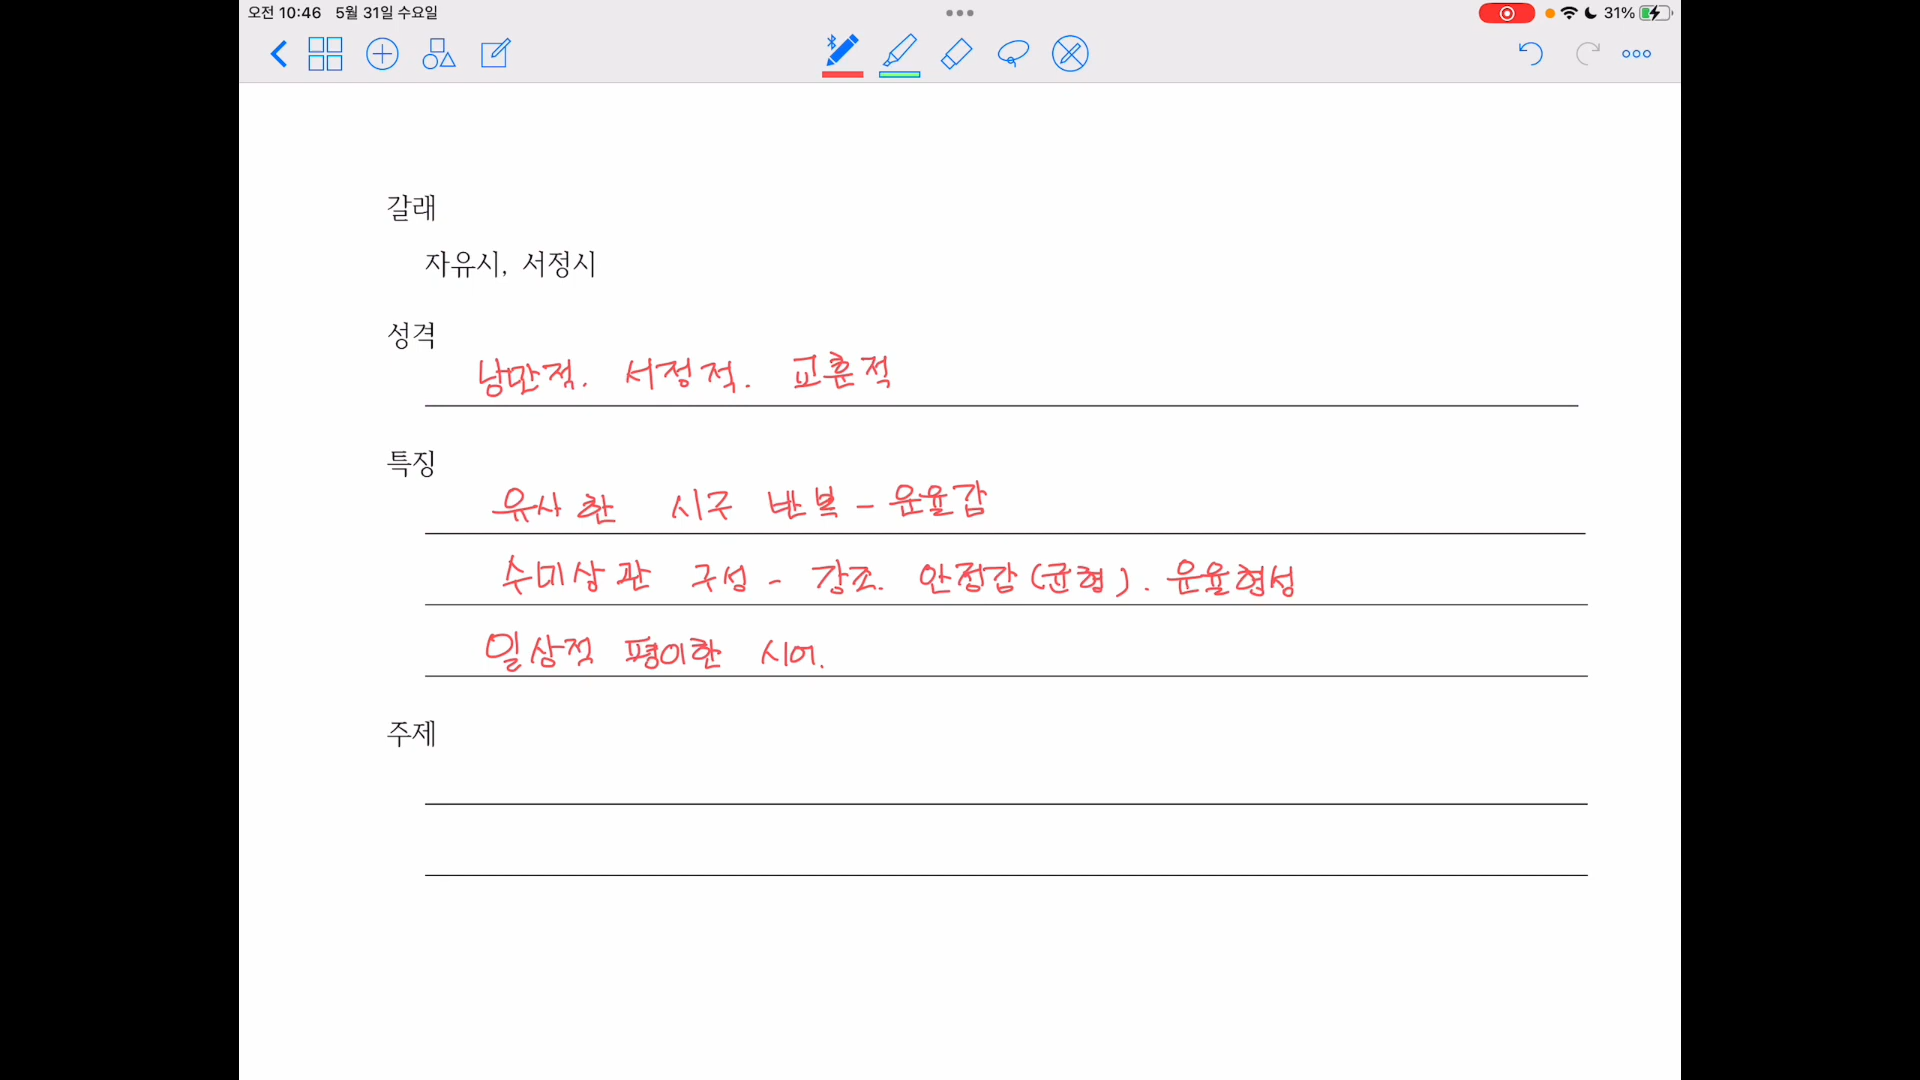 오전 10:46 5월 31일 수요일
31%
갈래
자유시, 서정시
성격
낭만적. 서정적. 교훈적
특징
유사한 시구 반복 - 운율감
수미상관 구성 - 강조. 안정감(균형). 운율형성
일상적 평이한 시어.
주제